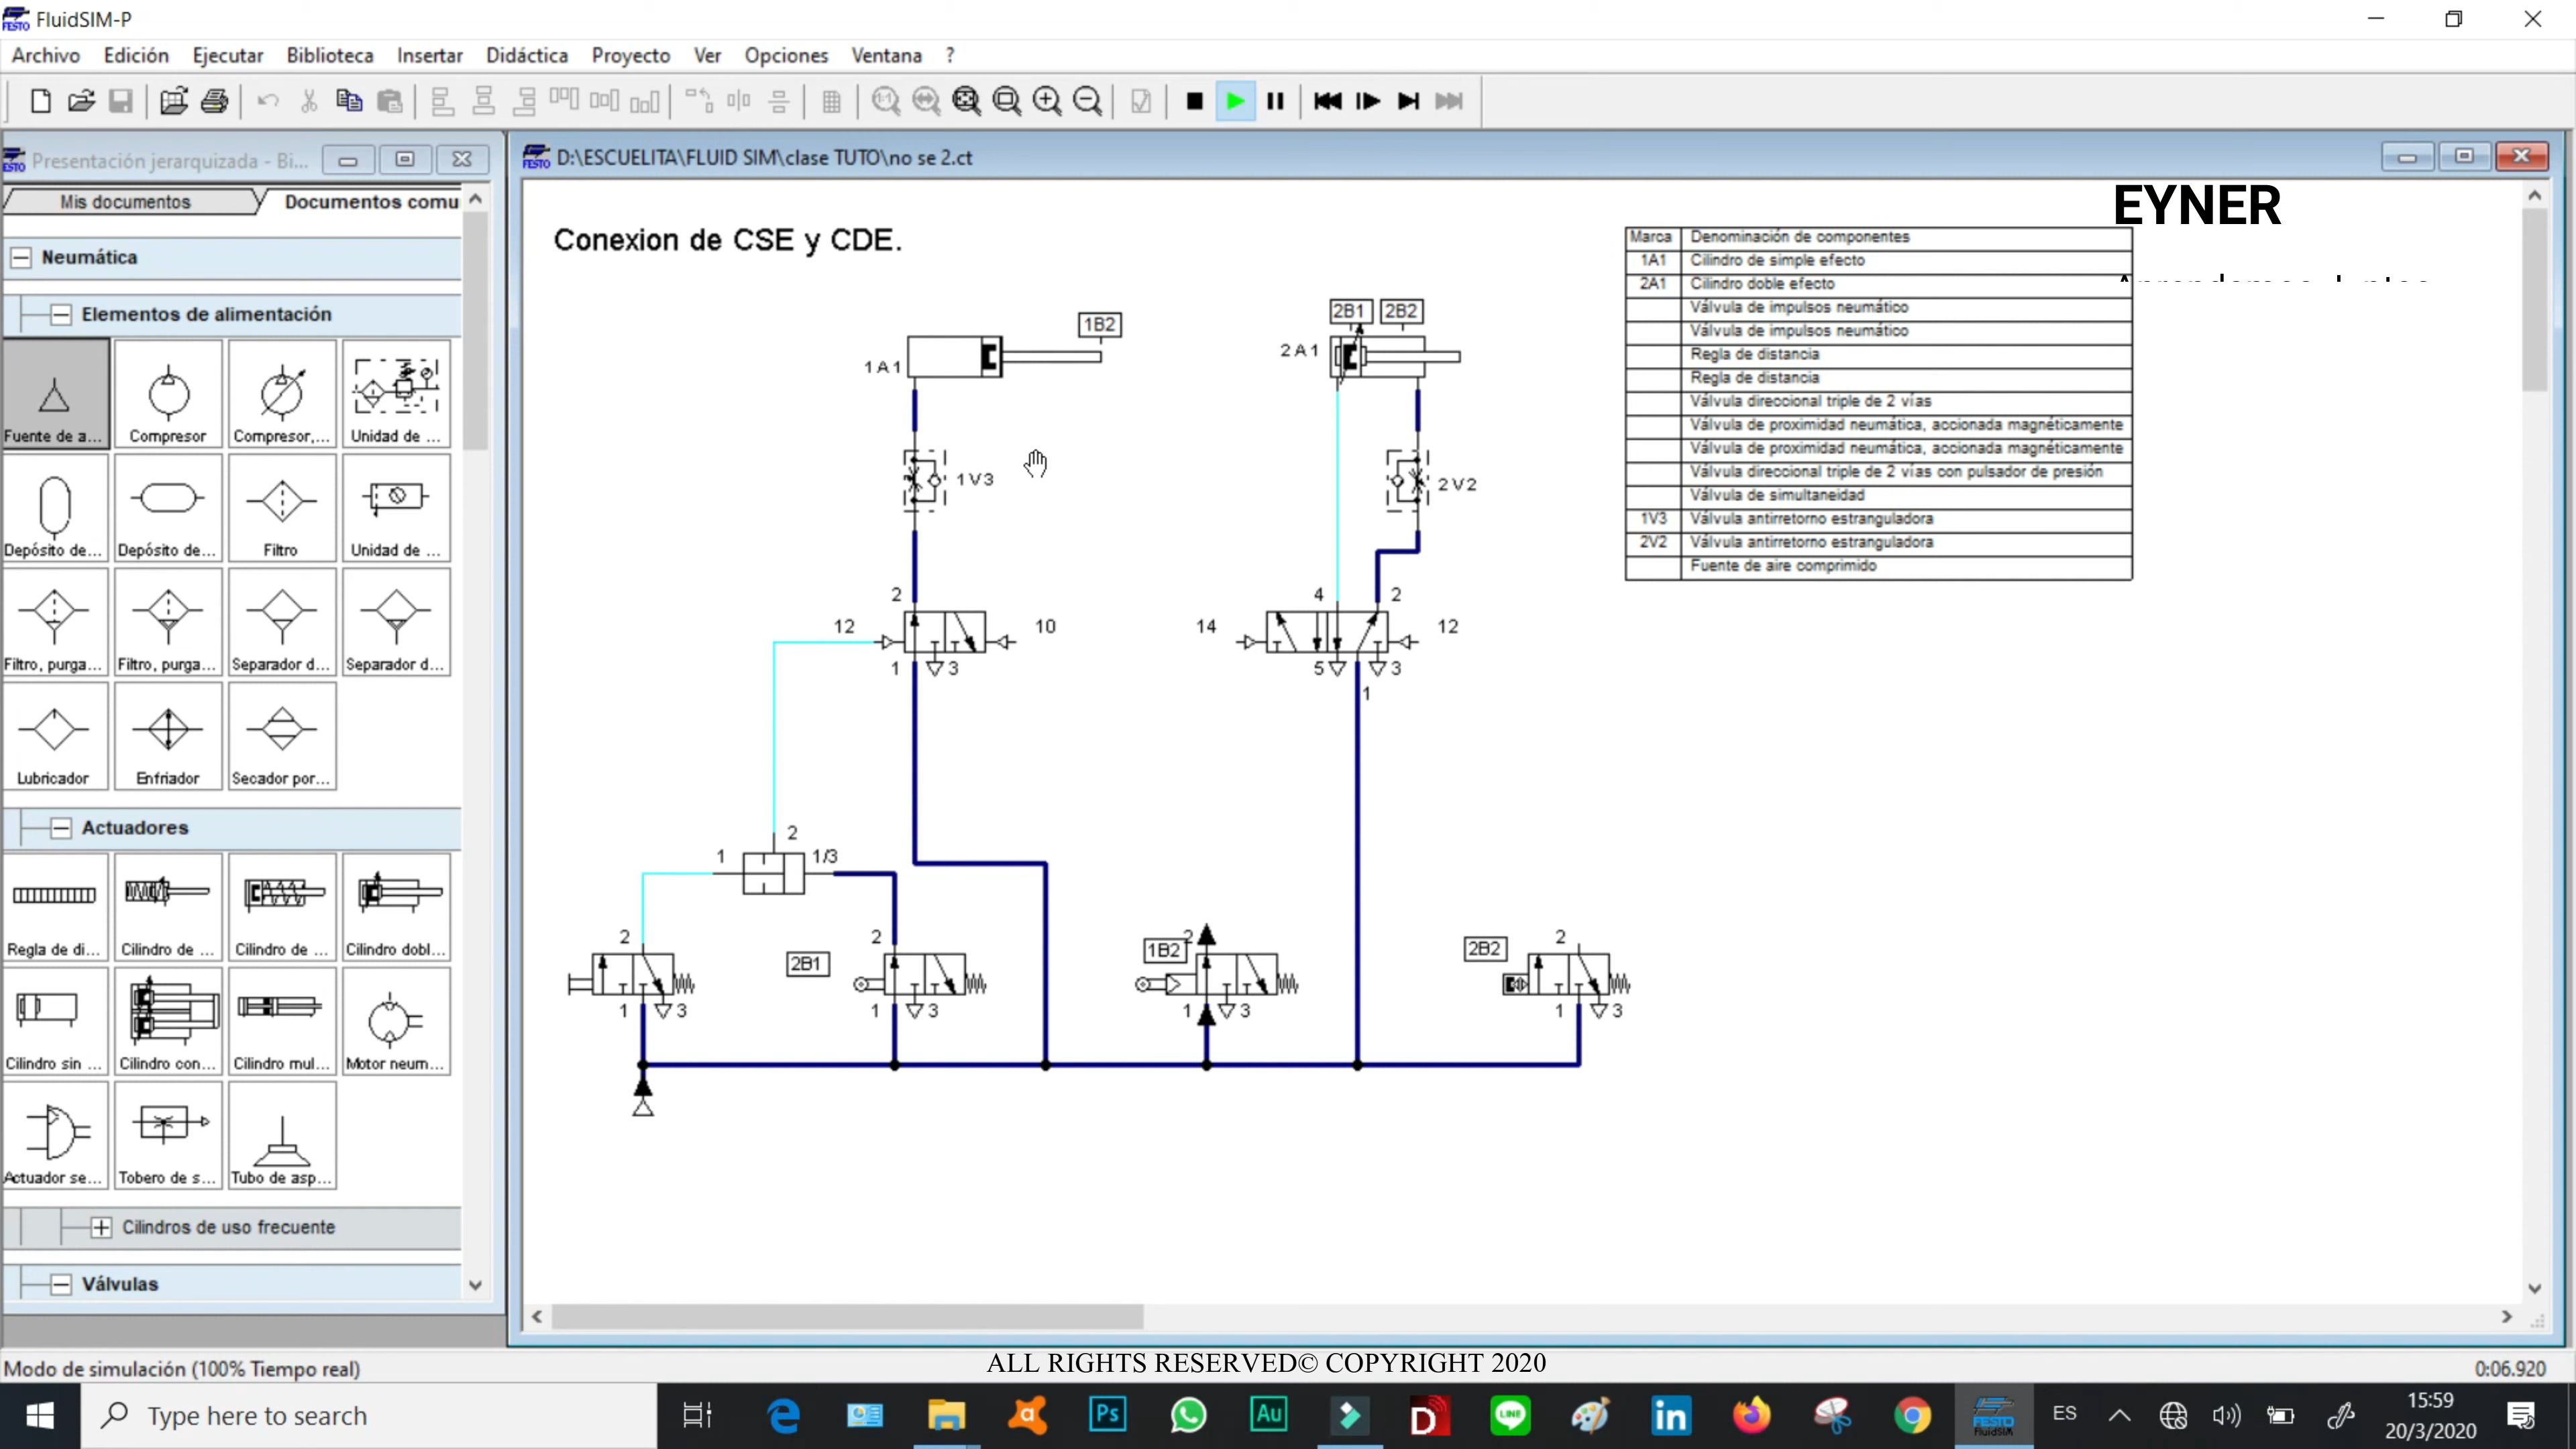 FluidSIM-P
Archivo Edición Ejecutar Biblioteca Insertar Didáctica Proyecto Ver Opciones Ventana ?
Presentación jerarquizada - Bi...
Mis documentos Documentos comu
Neumática
Elementos de alimentación
Fuente de a... Compresor Compresor,... Unidad de ...
Depósito de... Depósito de... Filtro Unidad de ...
Filtro, purga... Filtro, purga... Separador d... Separador d...
Lubricador Enfriador Secador por...
Actuadores
Regla de di... Cilindro de ... Cilindro de ... Cilindro dobl...
Cilindro sin ... Cilindro con... Cilindro mul... Motor neum...
Actuador se... Tobero de s... Tubo de asp...
Cilindros de uso frecuente
Válvulas
D:\ESCUELITA\FLUID SIM\clase TUTO\no se 2.ct
EYNER
Conexion de CSE y CDE.
Marca Denominación de componentes
1A1 Cilindro de simple efecto
2A1 Cilindro doble efecto
Válvula de impulsos neumático
Válvula de impulsos neumático
Regla de distancia
Regla de distancia
Válvula direccional triple de 2 vías
Válvula de proximidad neumática, accionada magnéticamente
Válvula de proximidad neumática, accionada magnéticamente
Válvula direccional triple de 2 vías con pulsador de presión
Válvula de simultaneidad
1V3 Válvula antirretorno estranguladora
2V2 Válvula antirretorno estranguladora
Fuente de aire comprimido
1B2 2B1 2B2
1A1 2A1
1V3 2V2
2 4 2
12 10 14 12
1 3 5 3
1
2
1 1/3
2 2 2 2
2B1 1B2 2B2
1 3 1 3 1 3 1 3
Modo de simulación (100% Tiempo real) ALL RIGHTS RESERVED© COPYRIGHT 2020 0:06.920
Type here to search
Ps Au D LINE in FESTO FluidSIM ES
15:59
20/3/2020